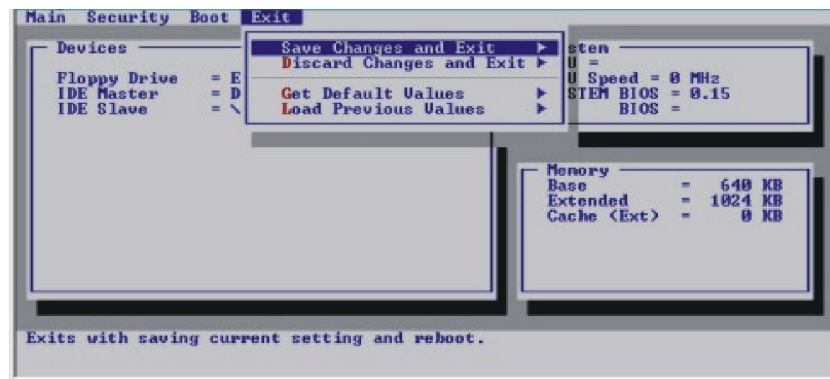 Main Security Boot Exit
Devices
Floppy Drive = E
IDE Master = D
IDE Slave = \
Save Changes and Exit
Discard Changes and Exit
Get Default Values
Load Previous Values
stem
U =
U Speed = 0 MHz
STEM BIOS = 0.15
BIOS =
Memory
Base = 640 KB
Extended = 1024 KB
Cache (Ext) = 0 KB
Exits with saving current setting and reboot.